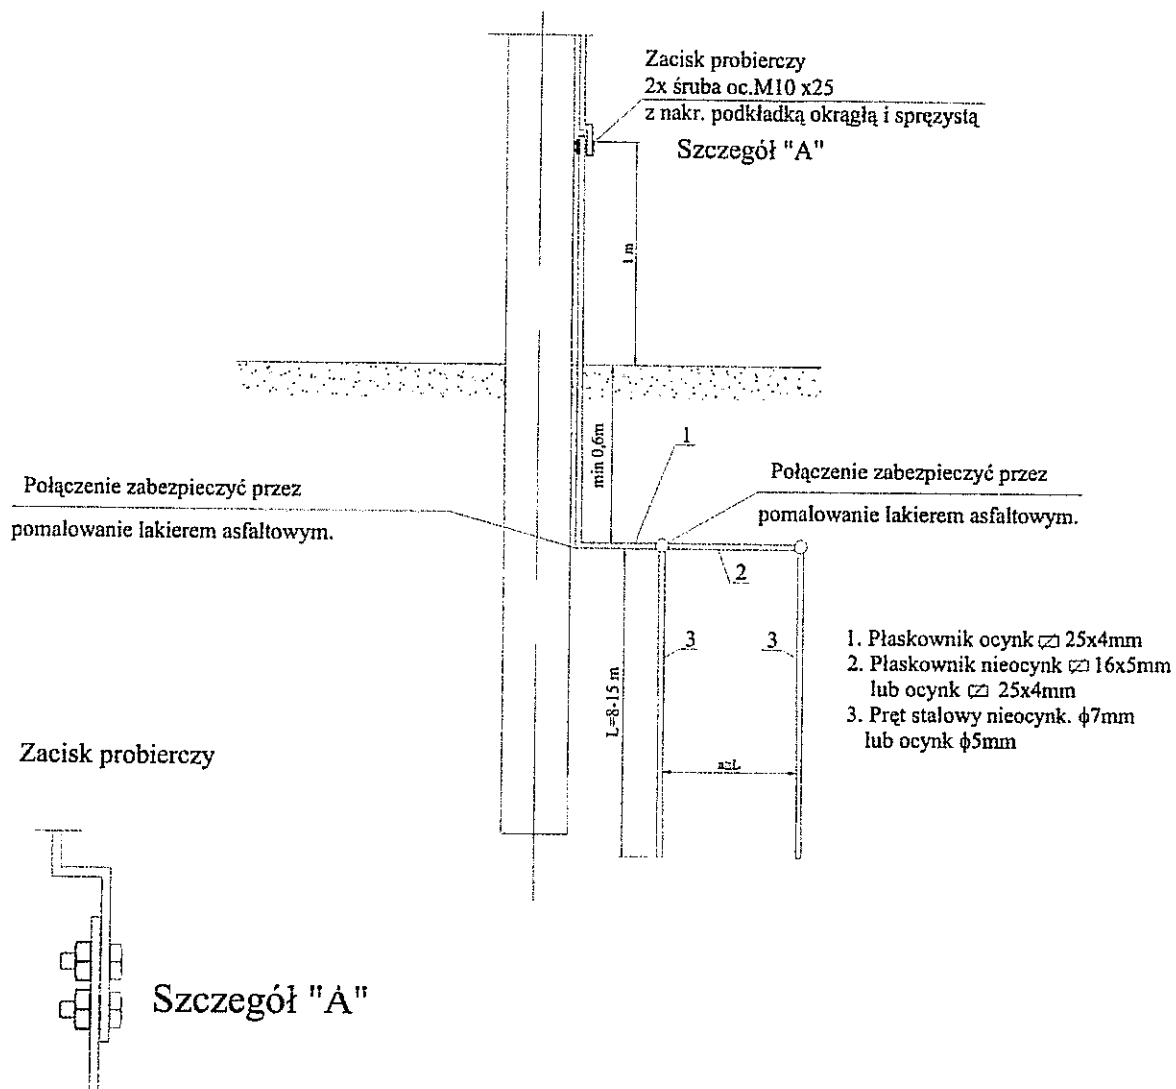 Zacisk probierczy
2x śruba oc.M10 x25
z nakr. podkładką okrągłą i spręzystą
Szczegół "A"
1 m
min 0,6m
1
Połączenie zabezpieczyć przez
pomalowanie lakierem asfaltowym.
Połączenie zabezpieczyć przez
pomalowanie lakierem asfaltowym.
2
3
3
L=8-15 m
1. Płaskownik ocynk 25x4mm
2. Płaskownik nieocynk 16x5mm
lub ocynk 25x4mm
3. Pręt stalowy nieocynk. ϕ7mm
lub ocynk ϕ5mm
Zacisk probierczy
Szczegół "A"